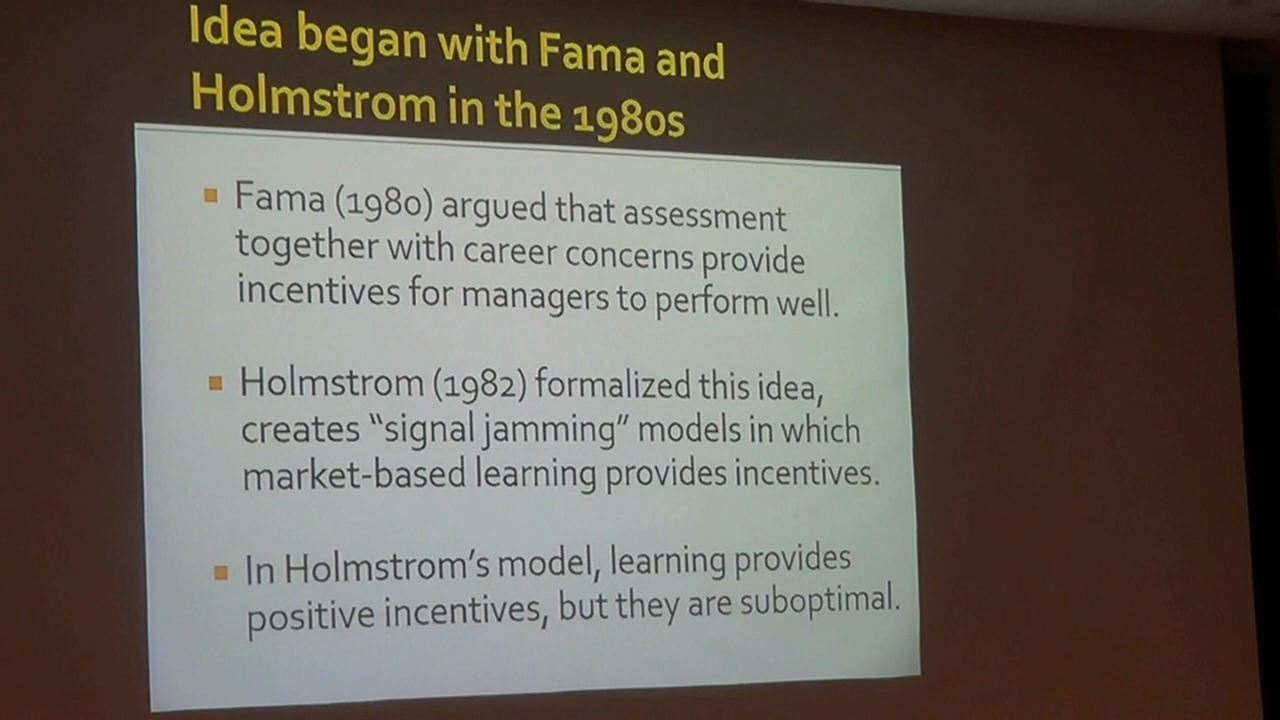 Idea began with Fama and
Holmstrom in the 1980s
Fama (1980) argued that assessment
together with career concerns provide
incentives for managers to perform well.
Holmstrom (1982) formalized this idea,
creates “signal jamming” models in which
market-based learning provides incentives.
In Holmstrom’s model, learning provides
positive incentives, but they are suboptimal.